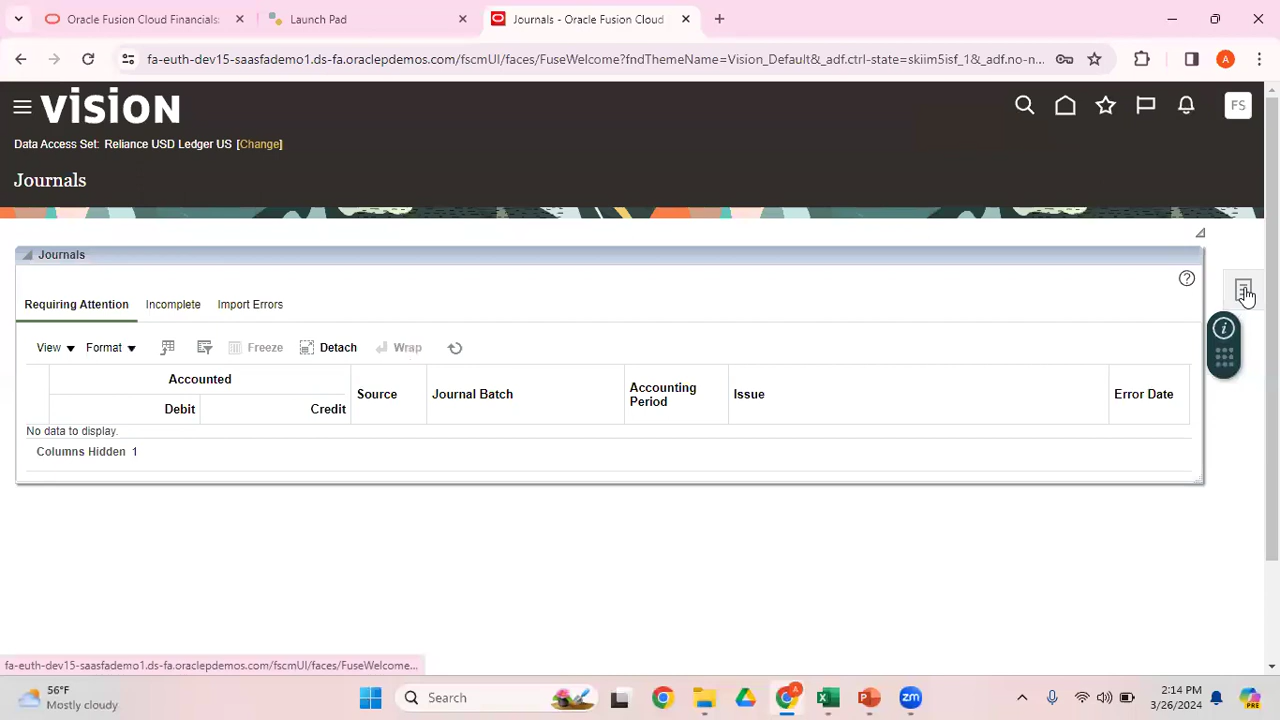 Oracle Fusion Cloud Financials:
Launch Pad
Journals - Oracle Fusion Cloud
fa-euth-dev15-saasfademo1.ds-fa.oraclepdemos.com/fscmUI/faces/FuseWelcome?fndThemeName=Vision_Default&_adf.ctrl-state=skiim5isf_1&_adf.no-n...
A
VISION
FS
Data Access Set: Reliance USD Ledger US [Change]
Journals
Journals
?
Requiring Attention Incomplete Import Errors
i
View Format Freeze Detach Wrap
Accounted
Debit Credit Source Journal Batch Accounting Period Issue Error Date
No data to display.
Columns Hidden 1
fa-euth-dev15-saasfademo1.ds-fa.oraclepdemos.com/fscmUI/faces/FuseWelcome...
56°F
Mostly cloudy
Search
A
zm
2:14 PM
3/26/2024
PRE